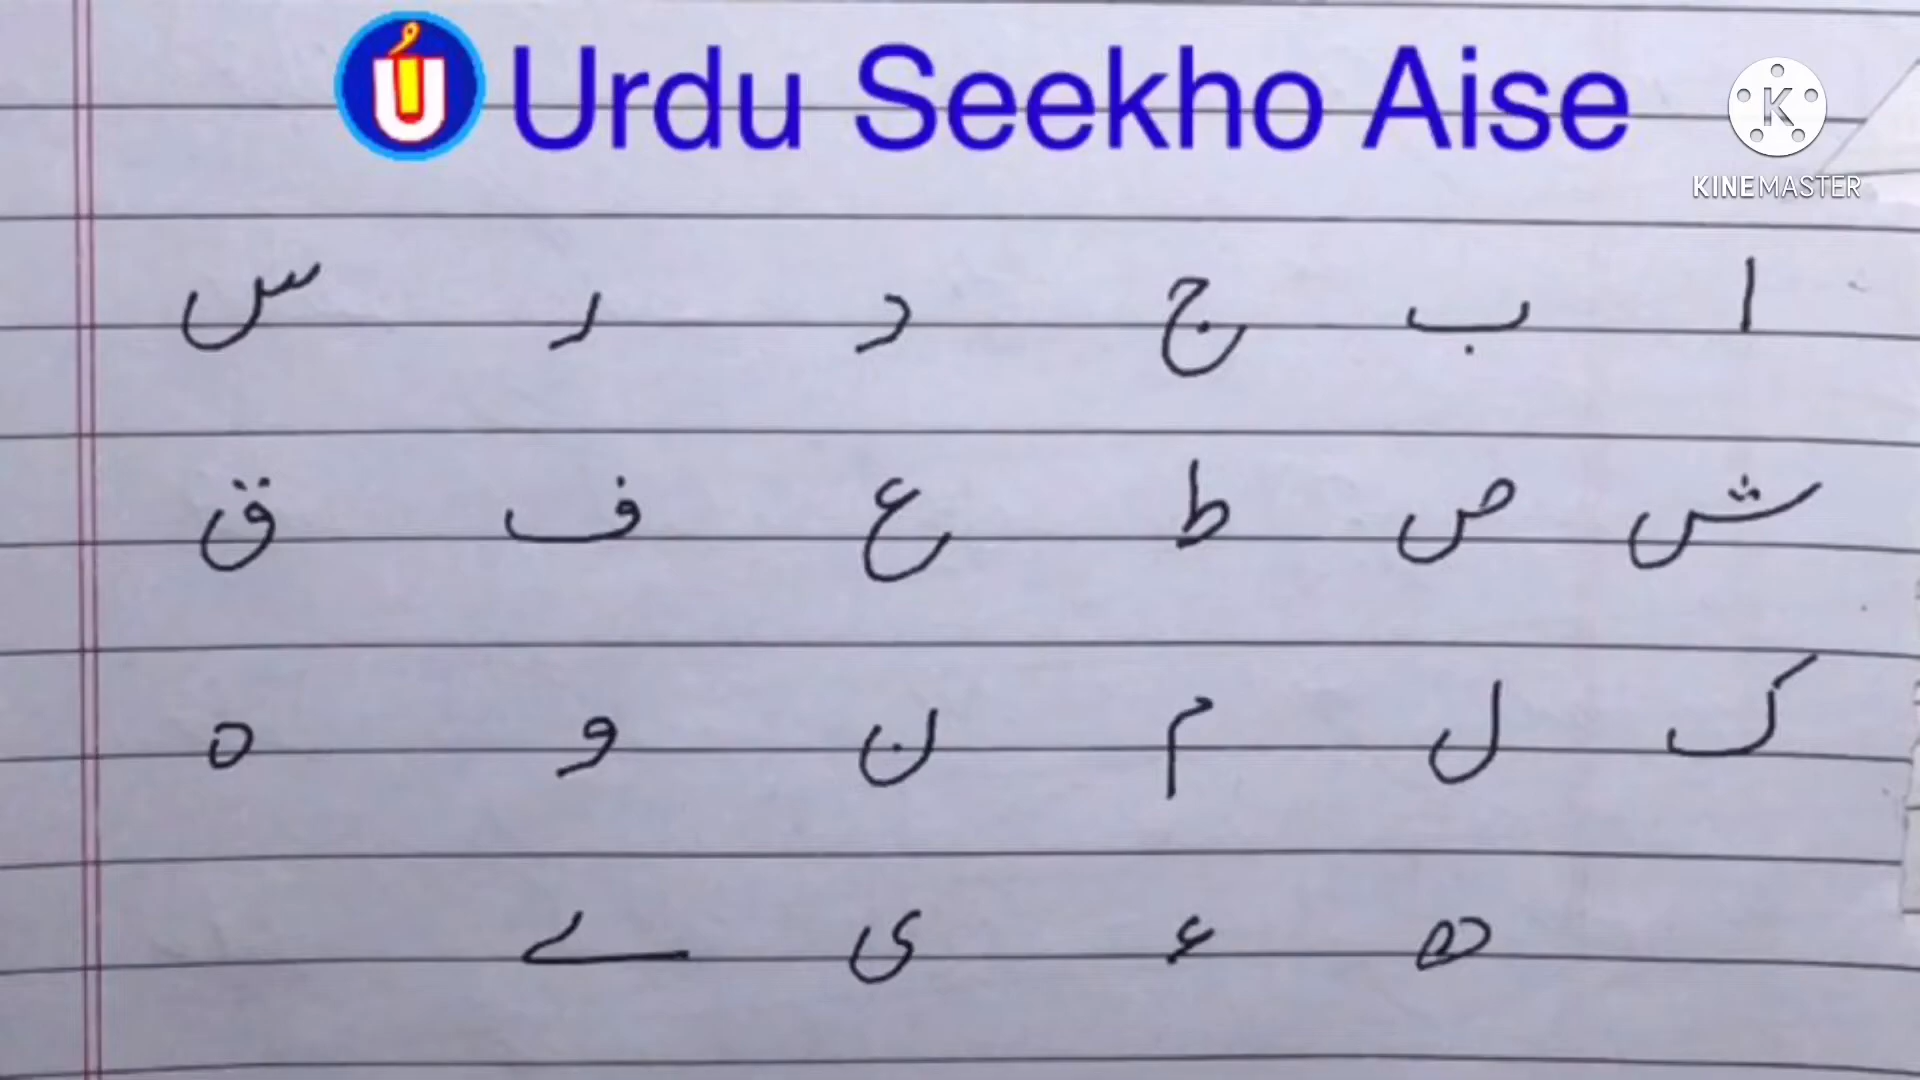 Urdu Seekho Aise
K
KINEMASTER
ا ب ج د ر س
ش ص ط ع ف ق
ک ل م ن و ہ
ھ ء ی ے